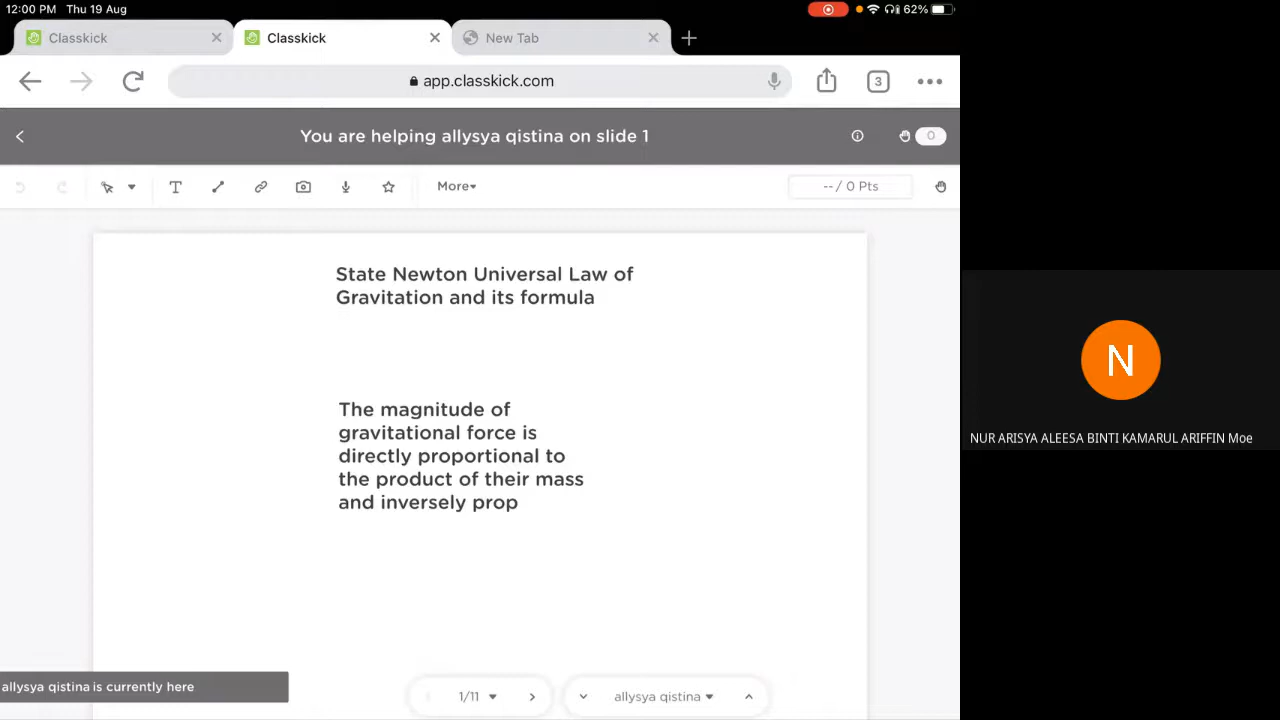 12:00 PM Thu 19 Aug
62%
Classkick
Classkick
New Tab
app.classkick.com
3
You are helping allysya qistina on slide 1
0
T
More
-- / 0 Pts
State Newton Universal Law of
Gravitation and its formula
The magnitude of
gravitational force is
directly proportional to
the product of their mass
and inversely prop
N
NUR ARISYA ALEESA BINTI KAMARUL ARIFFIN Moe
allysya qistina is currently here
1/11
allysya qistina